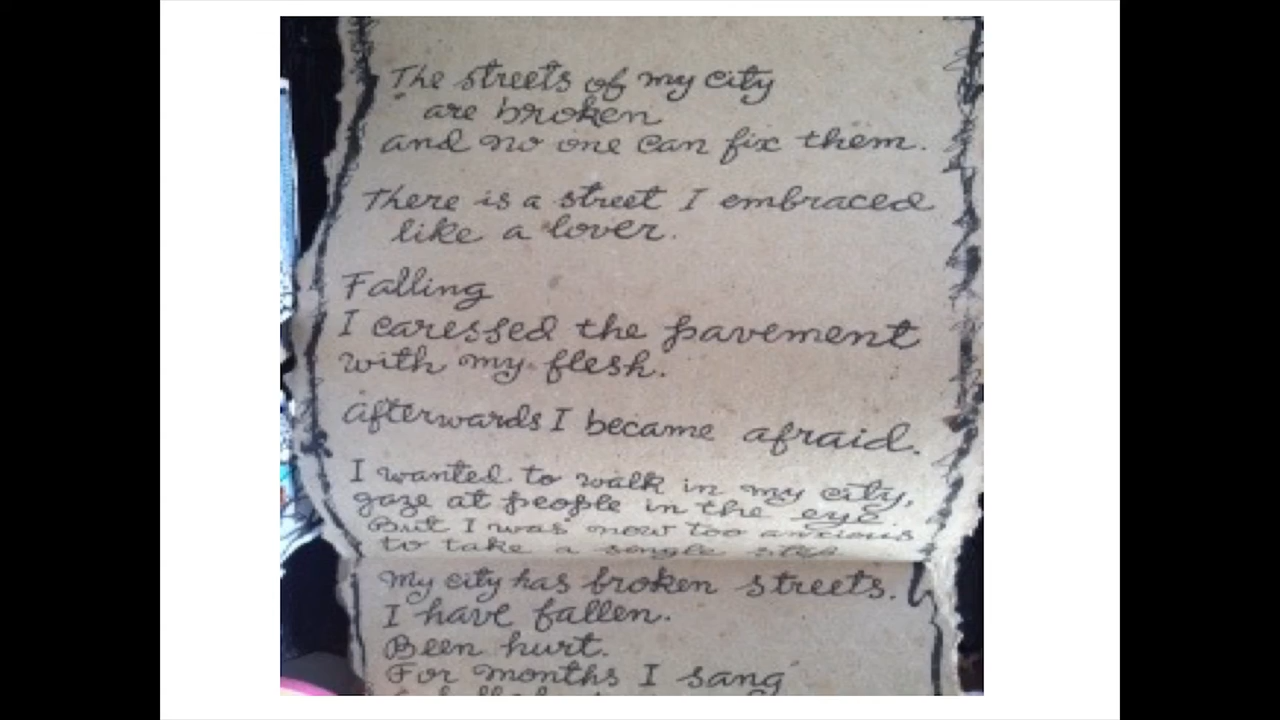 The streets of my city
are broken
and no one can fix them.
There is a street I embraced
like a lover.
Falling
I caressed the pavement
with my flesh.
afterwards I became afraid.
I wanted to walk in my city,
gaze at people in the eye.
But I was now too anxious
to take a single step
My city has broken streets.
I have fallen.
Been hurt.
For months I sang